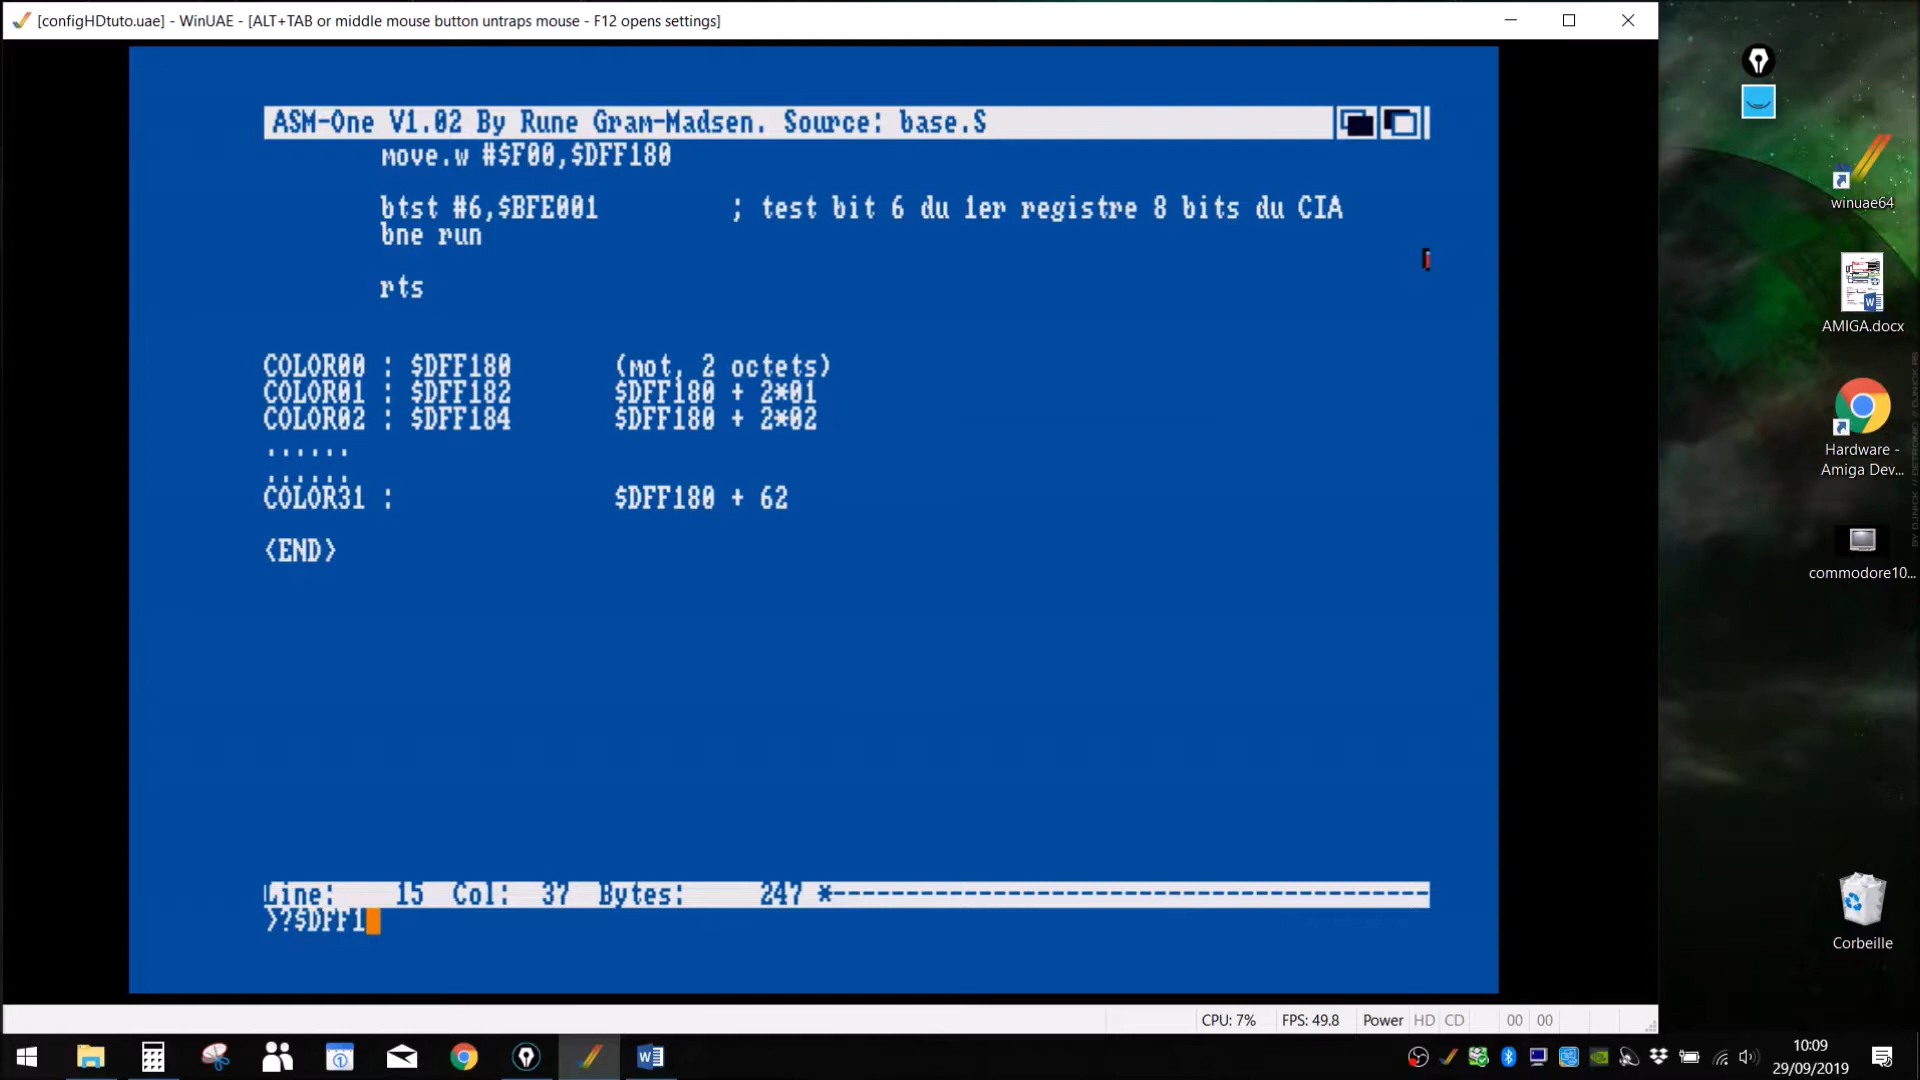 [configHDtuto.uae] - WinUAE - [ALT+TAB or middle mouse button untraps mouse - F12 opens settings]
ASM-One V1.02 By Rune Gram-Madsen. Source: base.S
move.w #$F00,$DFF180
btst #6,$BFE001 ; test bit 6 du 1er registre 8 bits du CIA
bne run
rts
COLOR00 : $DFF180 (mot, 2 octets)
COLOR01 : $DFF182 $DFF180 + 2*01
COLOR02 : $DFF184 $DFF180 + 2*02
......
......
COLOR31 : $DFF180 + 62
<END>
Line: 15 Col: 37 Bytes: 247 *-----------------------------------------
>?$DFF1
CPU: 7% FPS: 49.8 Power HD CD 00 00
winuae64
AMIGA.docx
Hardware -
Amiga Dev...
commodore10...
Corbeille
10:09
29/09/2019